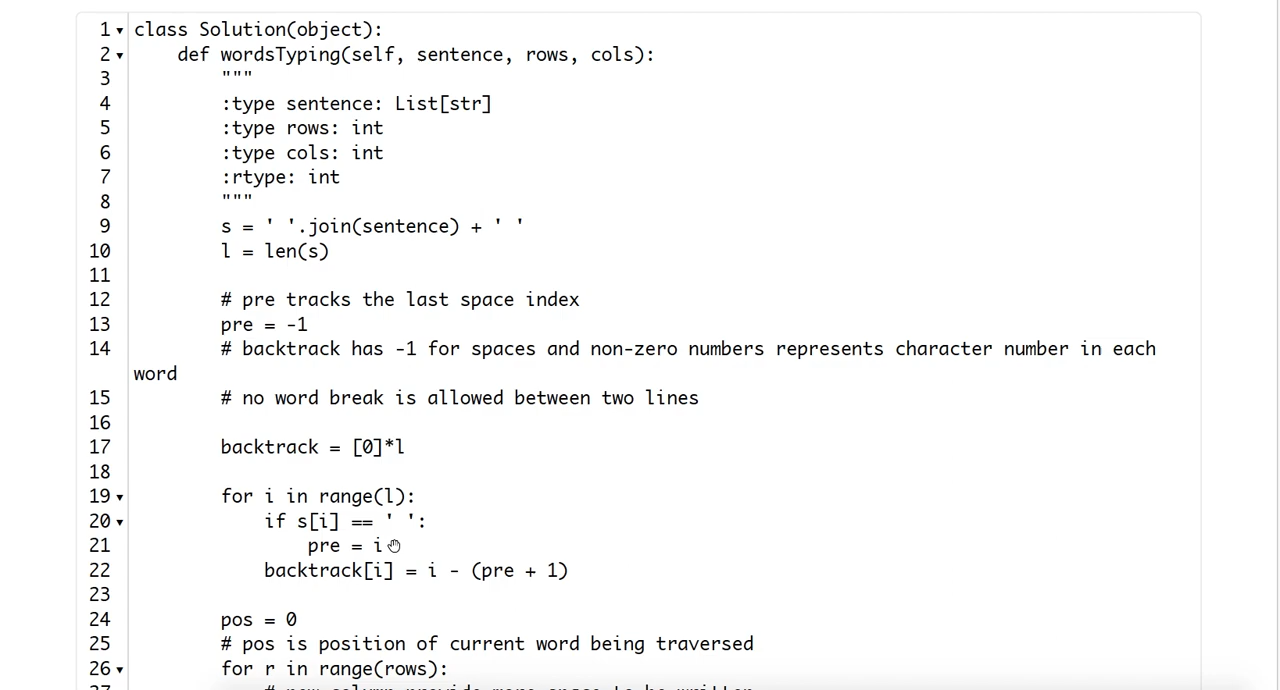 1 class Solution(object):
2 def wordsTyping(self, sentence, rows, cols):
3 """
4 :type sentence: List[str]
5 :type rows: int
6 :type cols: int
7 :rtype: int
8 """
9 s = ' '.join(sentence) + ' '
10 l = len(s)
11
12 # pre tracks the last space index
13 pre = -1
14 # backtrack has -1 for spaces and non-zero numbers represents character number in each
word
15 # no word break is allowed between two lines
16
17 backtrack = [0]*l
18
19 for i in range(l):
20 if s[i] == ' ':
21 pre = i
22 backtrack[i] = i - (pre + 1)
23
24 pos = 0
25 # pos is position of current word being traversed
26 for r in range(rows):